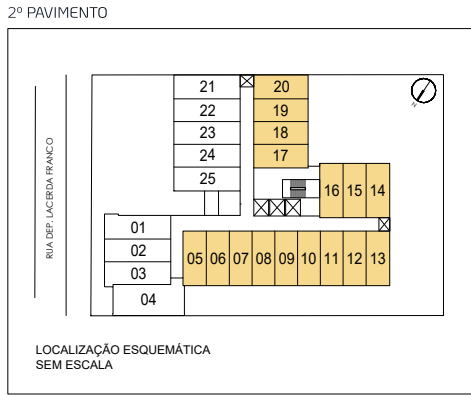 2º PAVIMENTO
RUA DEP. LACERDA FRANCO
N
21
22
23
24
25
20
19
18
17
16 15 14
01
02
03
04
05 06 07 08 09 10 11 12 13
LOCALIZAÇÃO ESQUEMÁTICA
SEM ESCALA